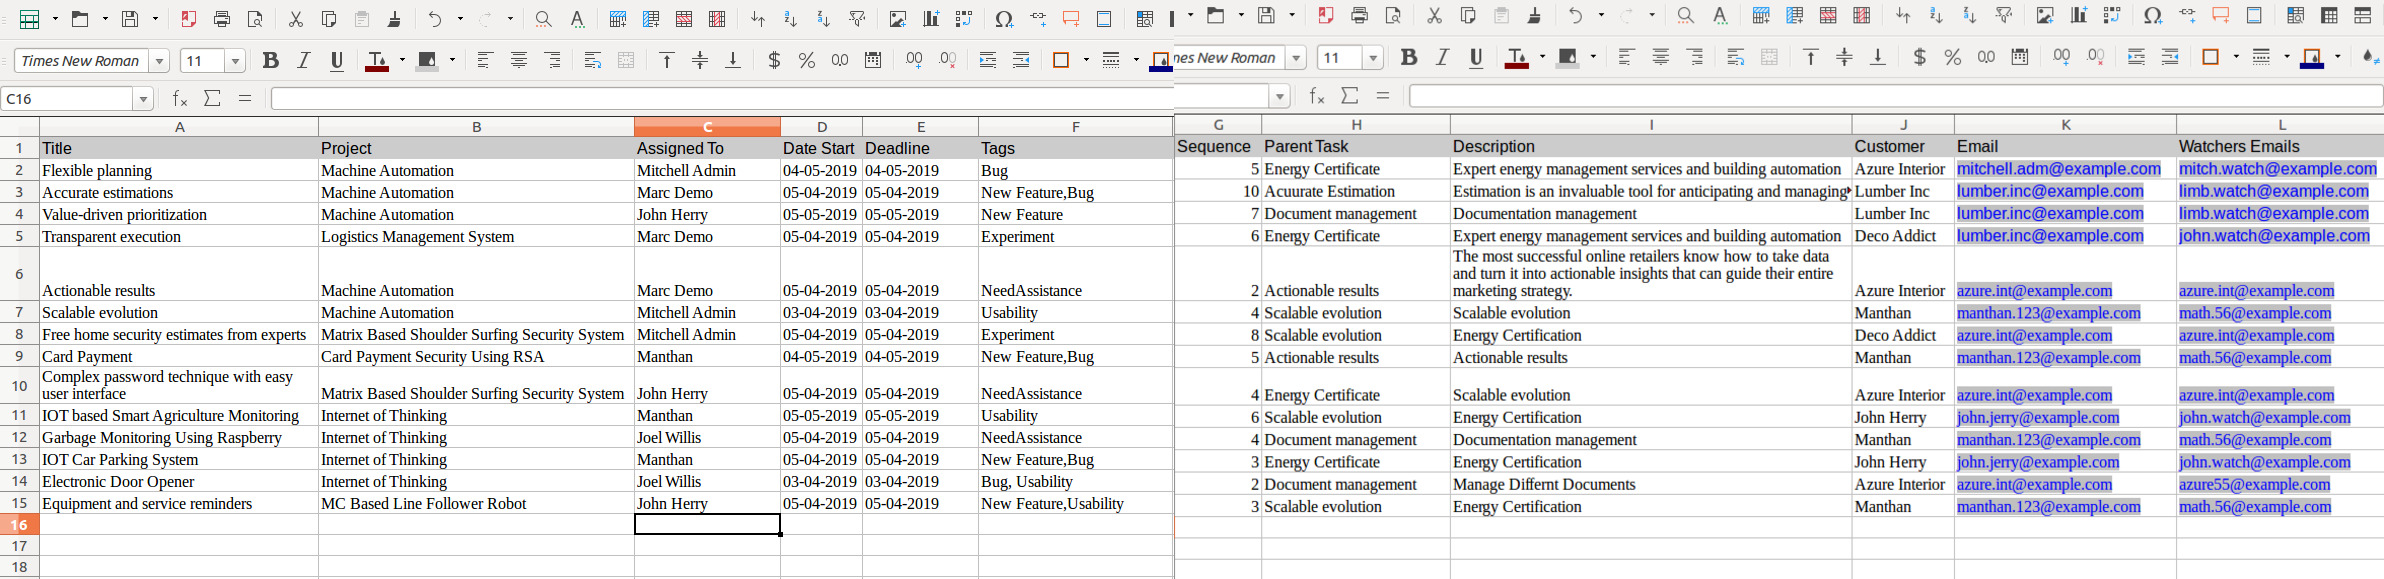 Times New Roman 11 B I U T $ % 0.0 .00 .00
nes New Roman 11 B I U T $ % 0.0 .00 .00
C16 fx Σ =
fx Σ =
A B C D E F G H I J K L
1 Title Project Assigned To Date Start Deadline Tags Sequence Parent Task Description Customer Email Watchers Emails
2 Flexible planning Machine Automation Mitchell Admin 04-05-2019 04-05-2019 Bug 5 Energy Certificate Expert energy management services and building automation Azure Interior mitchell.adm@example.com mitch.watch@example.com
3 Accurate estimations Machine Automation Marc Demo 05-04-2019 05-04-2019 New Feature,Bug 10 Acuurate Estimation Estimation is an invaluable tool for anticipating and managing Lumber Inc lumber.inc@example.com limb.watch@example.com
4 Value-driven prioritization Machine Automation John Herry 05-05-2019 05-05-2019 New Feature 7 Document management Documentation management Lumber Inc lumber.inc@example.com limb.watch@example.com
5 Transparent execution Logistics Management System Marc Demo 05-04-2019 05-04-2019 Experiment 6 Energy Certificate Expert energy management services and building automation Deco Addict lumber.inc@example.com john.watch@example.com
The most successful online retailers know how to take data
6 and turn it into actionable insights that can guide their entire
Actionable results Machine Automation Marc Demo 05-04-2019 05-04-2019 NeedAssistance 2 Actionable results marketing strategy. Azure Interior azure.int@example.com azure.int@example.com
7 Scalable evolution Machine Automation Mitchell Admin 03-04-2019 03-04-2019 Usability 4 Scalable evolution Scalable evolution Manthan manthan.123@example.com math.56@example.com
8 Free home security estimates from experts Matrix Based Shoulder Surfing Security System Mitchell Admin 05-04-2019 05-04-2019 Experiment 8 Scalable evolution Energy Certification Deco Addict azure.int@example.com azure.int@example.com
9 Card Payment Card Payment Security Using RSA Manthan 04-05-2019 04-05-2019 New Feature,Bug 5 Actionable results Actionable results Manthan manthan.123@example.com math.56@example.com
Complex password technique with easy
10 user interface Matrix Based Shoulder Surfing Security System John Herry 05-04-2019 05-04-2019 NeedAssistance 4 Energy Certificate Scalable evolution Azure Interior azure.int@example.com azure.int@example.com
11 IOT based Smart Agriculture Monitoring Internet of Thinking Manthan 05-05-2019 05-05-2019 Usability 6 Scalable evolution Energy Certification John Herry john.jerry@example.com john.watch@example.com
12 Garbage Monitoring Using Raspberry Internet of Thinking Joel Willis 05-04-2019 05-04-2019 NeedAssistance 4 Document management Documentation management Manthan manthan.123@example.com math.56@example.com
13 IOT Car Parking System Internet of Thinking Manthan 05-04-2019 05-04-2019 New Feature,Bug 3 Energy Certificate Energy Certification John Herry john.jerry@example.com john.watch@example.com
14 Electronic Door Opener Internet of Thinking Joel Willis 03-04-2019 03-04-2019 Bug, Usability 2 Document management Manage Differnt Documents Azure Interior azure.int@example.com azure55@example.com
15 Equipment and service reminders MC Based Line Follower Robot John Herry 05-04-2019 05-04-2019 New Feature,Usability 3 Scalable evolution Energy Certification Manthan manthan.123@example.com math.56@example.com
16
17
18